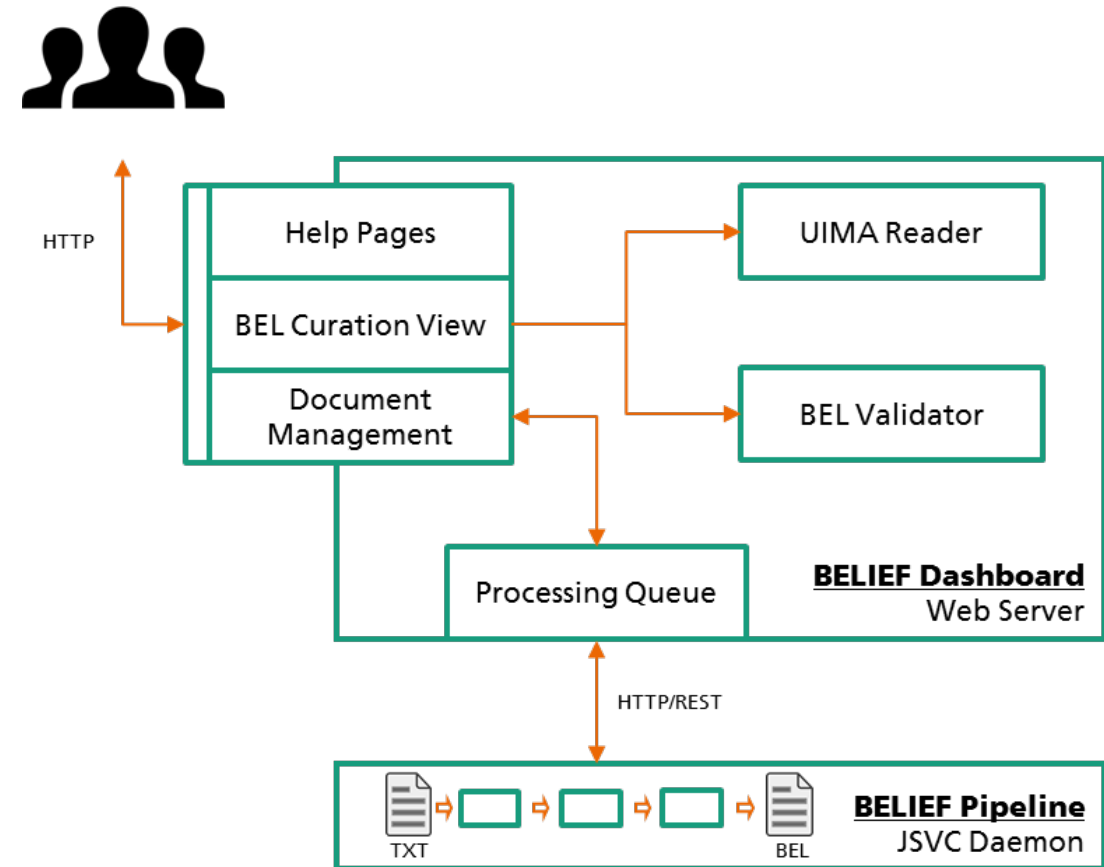 HTTP
Help Pages
BEL Curation View
Document
Management
UIMA Reader
BEL Validator
Processing Queue
BELIEF Dashboard
Web Server
HTTP/REST
TXT
BEL
BELIEF Pipeline
JSVC Daemon